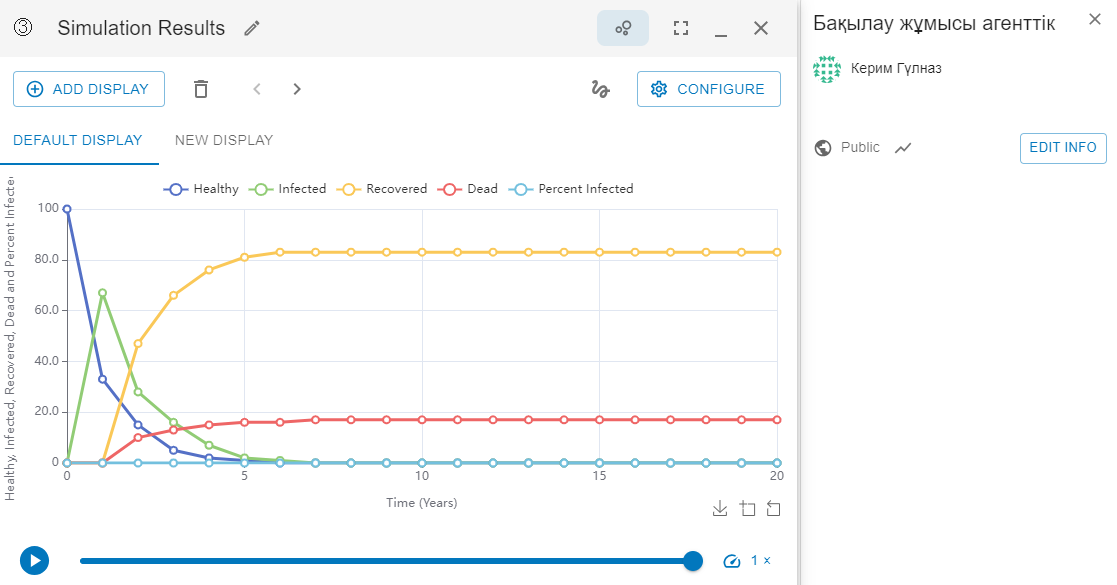 ③ Simulation Results
ADD DISPLAY
CONFIGURE
DEFAULT DISPLAY NEW DISPLAY
Healthy Infected Recovered Dead Percent Infected
Healthy, Infected, Recovered, Dead and Percent Infected
100
80.0
60.0
40.0
20.0
0
0 5 10 15 20
Time (Years)
1 ×
Бақылау жұмысы агенттік
Керим Гүлназ
Public
EDIT INFO